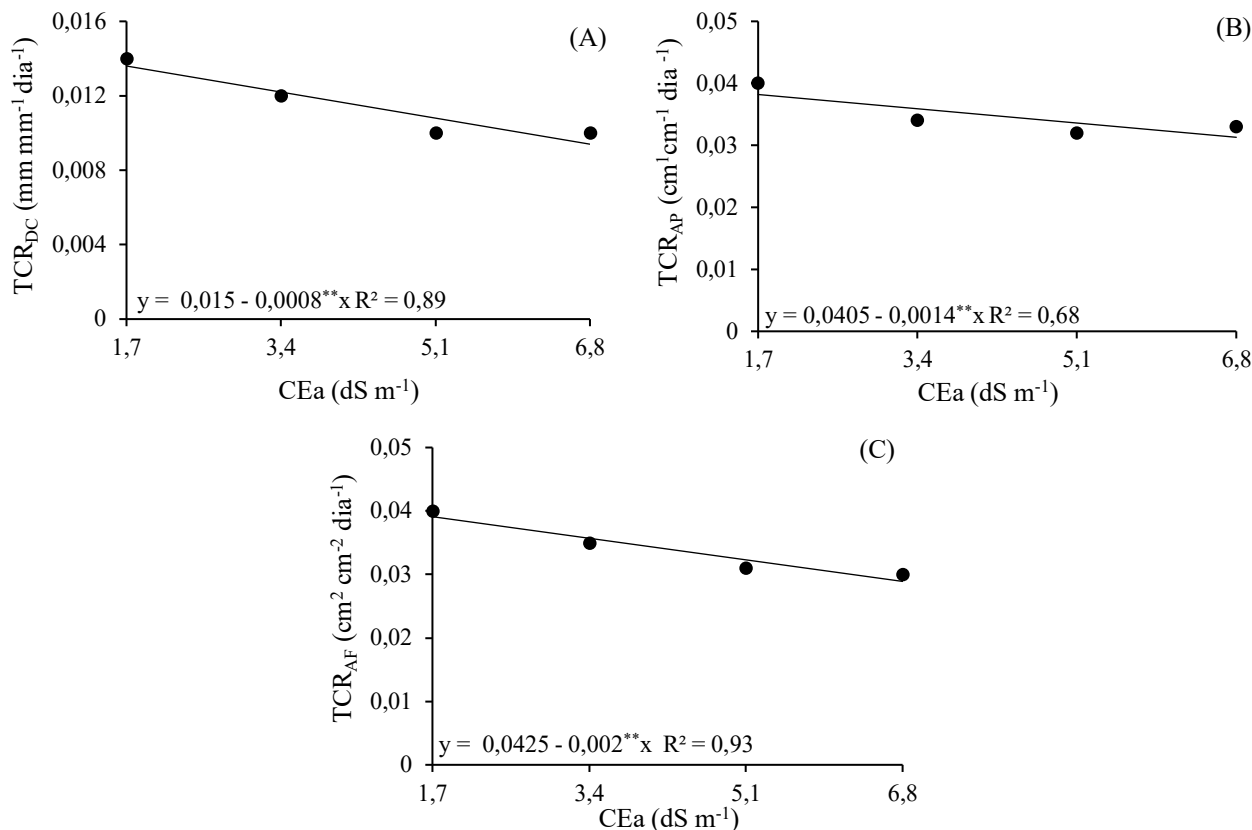 (A)
TCR_DC (mm mm⁻¹ dia⁻¹)
0,016
0,012
0,008
0,004
0
y = 0,015 - 0,0008**x R² = 0,89
1,7 3,4 5,1 6,8
CEa (dS m⁻¹)
(B)
TCR_AP (cm¹cm⁻¹ dia ⁻¹)
0,05
0,04
0,03
0,02
0,01
0
y = 0,0405 - 0,0014**x R² = 0,68
1,7 3,4 5,1 6,8
CEa (dS m⁻¹)
(C)
TCR_AF (cm² cm⁻² dia⁻¹)
0,05
0,04
0,03
0,02
0,01
0
y = 0,0425 - 0,002**x R² = 0,93
1,7 3,4 5,1 6,8
CEa (dS m⁻¹)